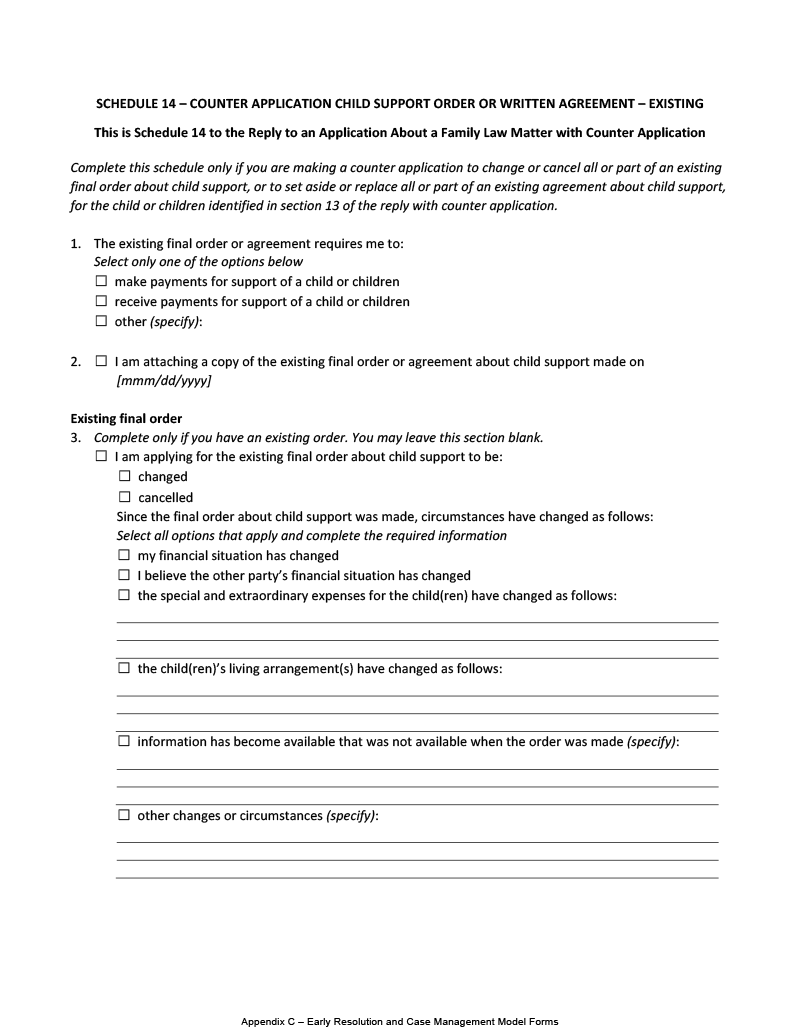 SCHEDULE 14 – COUNTER APPLICATION CHILD SUPPORT ORDER OR WRITTEN AGREEMENT – EXISTING
This is Schedule 14 to the Reply to an Application About a Family Law Matter with Counter Application
Complete this schedule only if you are making a counter application to change or cancel all or part of an existing
final order about child support, or to set aside or replace all or part of an existing agreement about child support,
for the child or children identified in section 13 of the reply with counter application.
1. The existing final order or agreement requires me to:
Select only one of the options below
☐ make payments for support of a child or children
☐ receive payments for support of a child or children
☐ other (specify):
2. ☐ I am attaching a copy of the existing final order or agreement about child support made on
[mmm/dd/yyyy]
Existing final order
3. Complete only if you have an existing order. You may leave this section blank.
☐ I am applying for the existing final order about child support to be:
☐ changed
☐ cancelled
Since the final order about child support was made, circumstances have changed as follows:
Select all options that apply and complete the required information
☐ my financial situation has changed
☐ I believe the other party's financial situation has changed
☐ the special and extraordinary expenses for the child(ren) have changed as follows:
☐ the child(ren)'s living arrangement(s) have changed as follows:
☐ information has become available that was not available when the order was made (specify):
☐ other changes or circumstances (specify):
Appendix C – Early Resolution and Case Management Model Forms